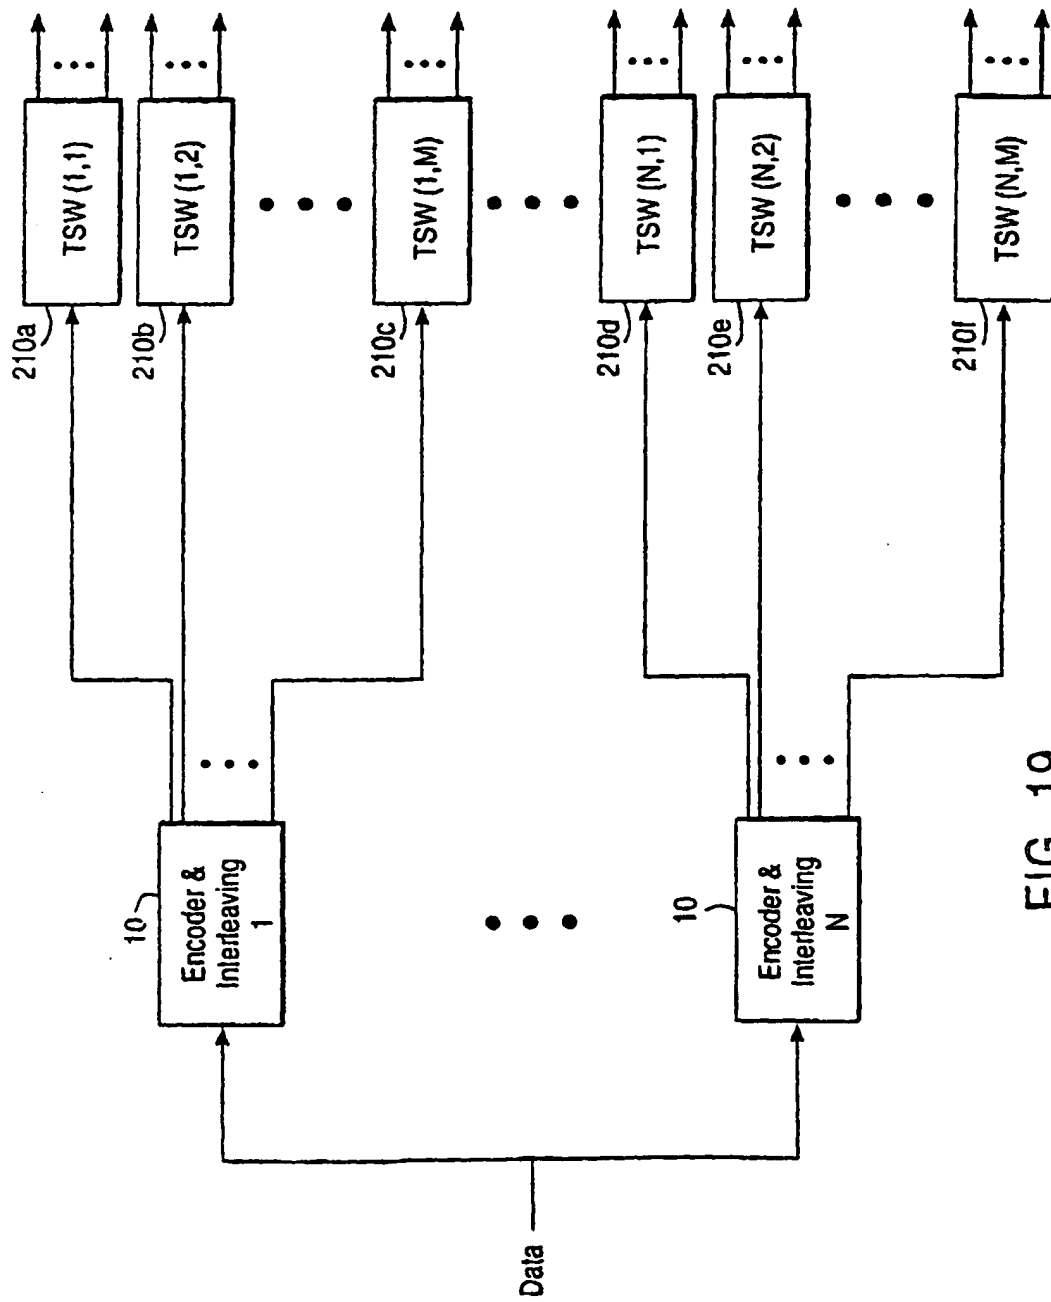 Data
10
Encoder &
Interleaving
1
10
Encoder &
Interleaving
N
210a
TSW (1,1)
210b
TSW (1,2)
210c
TSW (1,M)
210d
TSW (N,1)
210e
TSW (N,2)
210f
TSW (N,M)
FIG. 19